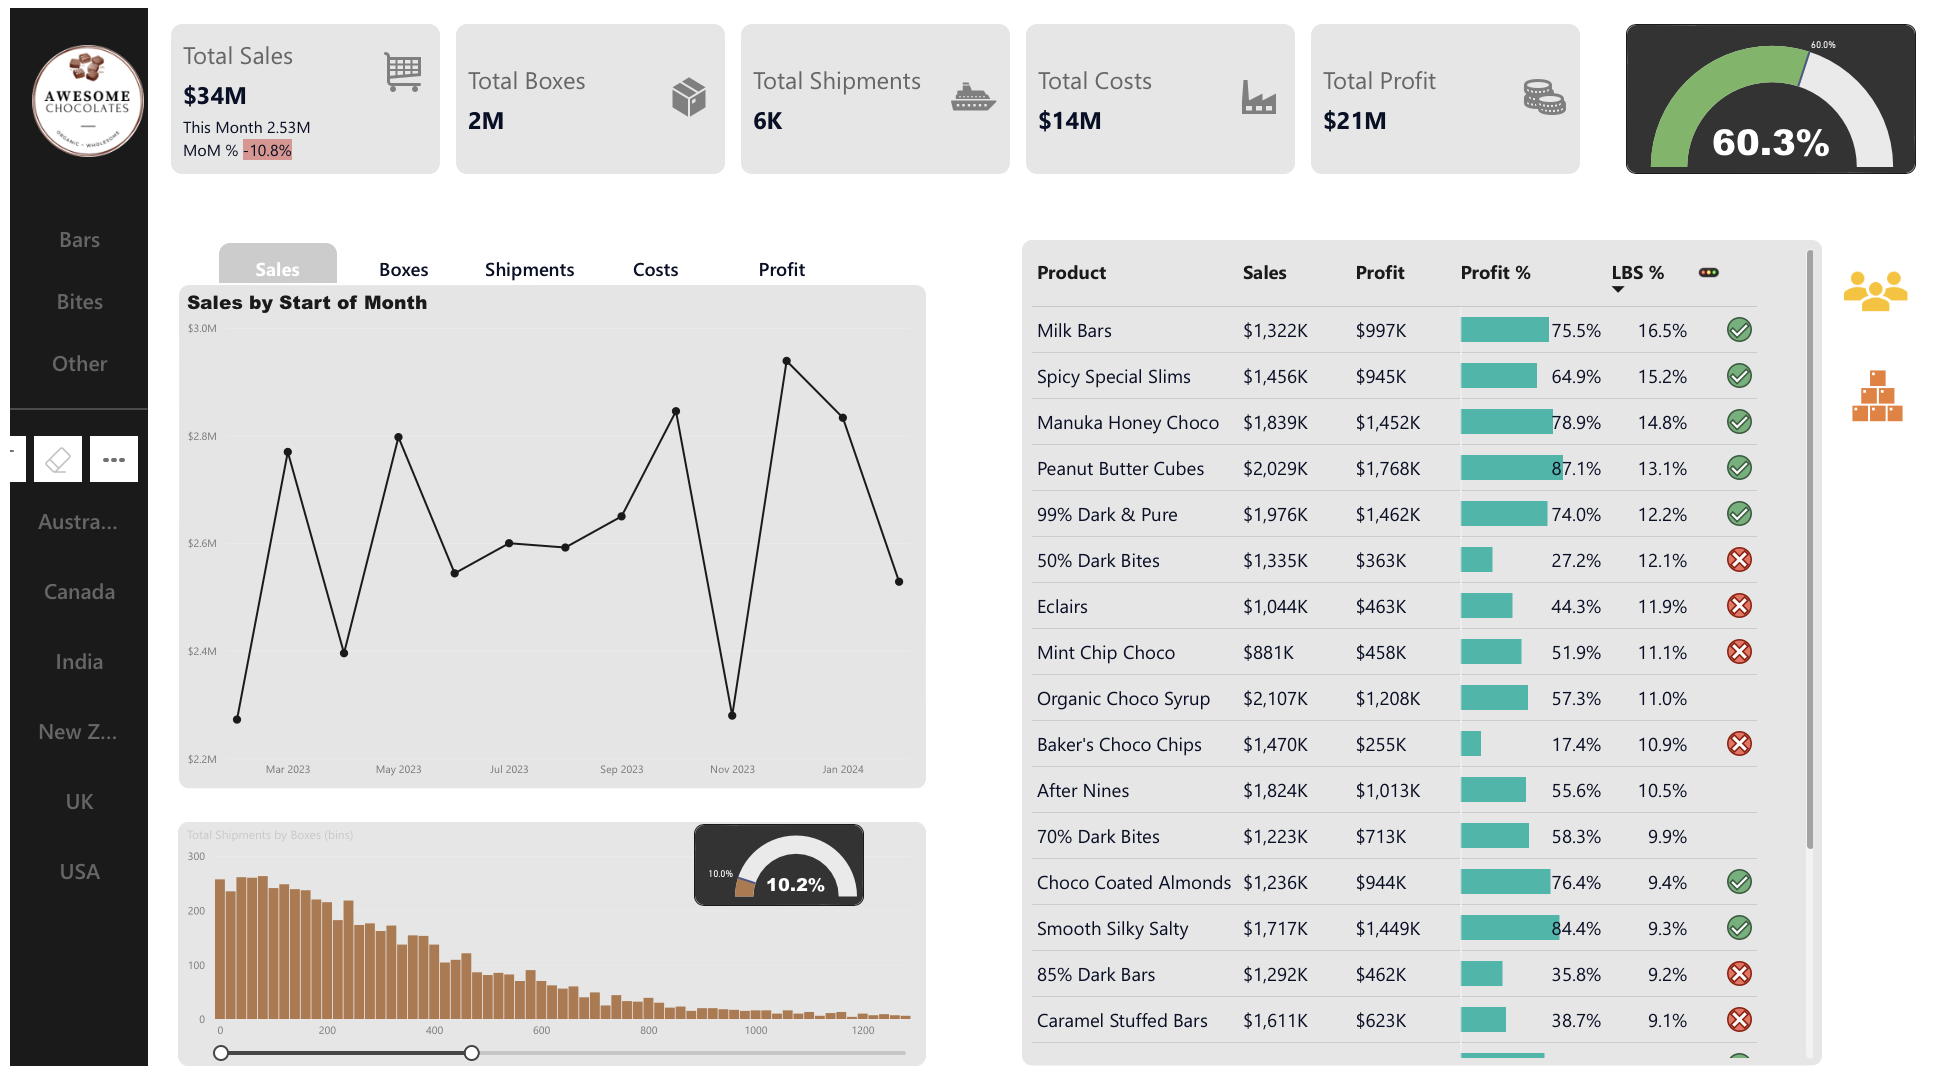 AWESOME
CHOCOLATES
ORGANIC • WHOLESOME
Bars
Bites
Other
Austra...
Canada
India
New Z...
UK
USA
Total Sales
$34M
This Month 2.53M
MoM % -10.8%
Total Boxes
2M
Total Shipments
6K
Total Costs
$14M
Total Profit
$21M
60.0%
60.3%
Sales Boxes Shipments Costs Profit
Sales by Start of Month
$3.0M
$2.8M
$2.6M
$2.4M
$2.2M
Mar 2023 May 2023 Jul 2023 Sep 2023 Nov 2023 Jan 2024
Total Shipments by Boxes (bins)
300
200
100
0
0 200 400 600 800 1000 1200
10.0%
10.2%
Product Sales Profit Profit % LBS %
Milk Bars $1,322K $997K 75.5% 16.5%
Spicy Special Slims $1,456K $945K 64.9% 15.2%
Manuka Honey Choco $1,839K $1,452K 78.9% 14.8%
Peanut Butter Cubes $2,029K $1,768K 87.1% 13.1%
99% Dark & Pure $1,976K $1,462K 74.0% 12.2%
50% Dark Bites $1,335K $363K 27.2% 12.1%
Eclairs $1,044K $463K 44.3% 11.9%
Mint Chip Choco $881K $458K 51.9% 11.1%
Organic Choco Syrup $2,107K $1,208K 57.3% 11.0%
Baker's Choco Chips $1,470K $255K 17.4% 10.9%
After Nines $1,824K $1,013K 55.6% 10.5%
70% Dark Bites $1,223K $713K 58.3% 9.9%
Choco Coated Almonds $1,236K $944K 76.4% 9.4%
Smooth Silky Salty $1,717K $1,449K 84.4% 9.3%
85% Dark Bars $1,292K $462K 35.8% 9.2%
Caramel Stuffed Bars $1,611K $623K 38.7% 9.1%